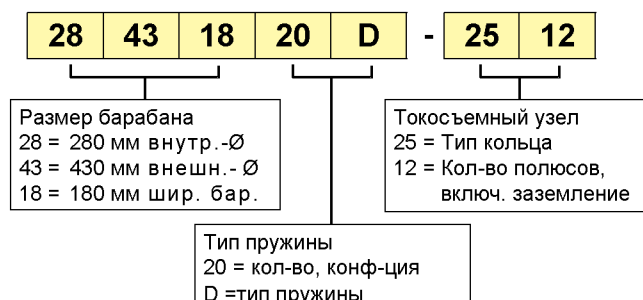 28 43 18 20 D - 25 12
Размер барабана
28 = 280 мм внутр.-Ø
43 = 430 мм внешн.- Ø
18 = 180 мм шир. бар.
Токосъемный узел
25 = Тип кольца
12 = Кол-во полюсов,
включ. заземление
Тип пружины
20 = кол-во, конф-ция
D =тип пружины